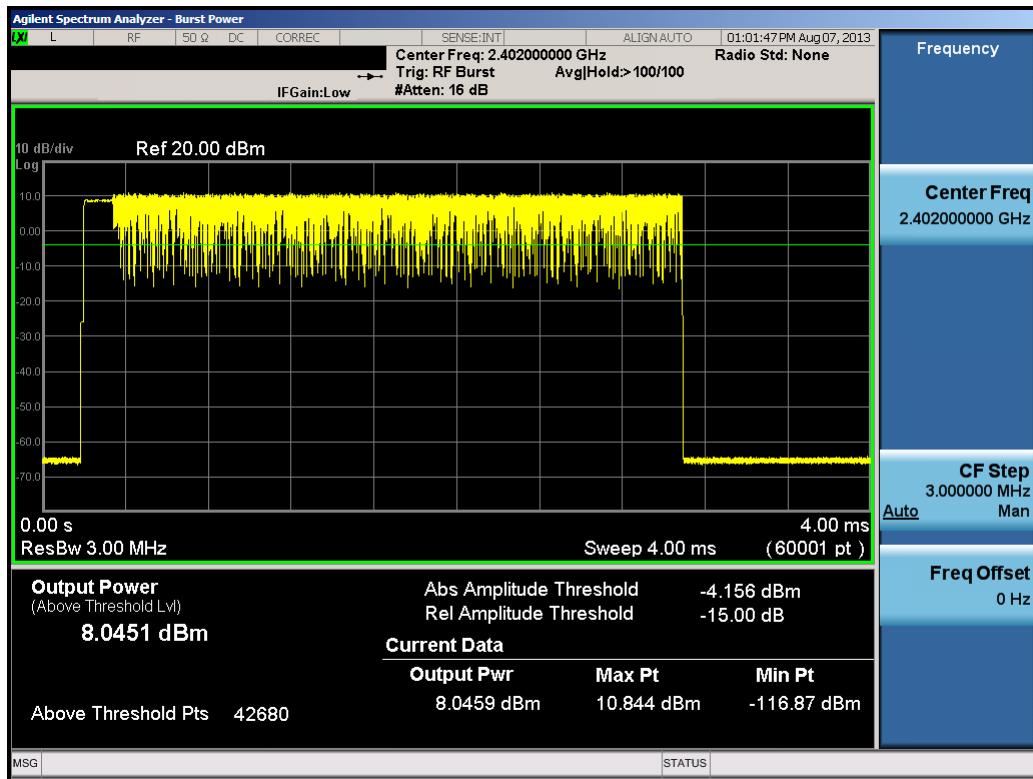 Agilent Spectrum Analyzer - Burst Power
LXI L RF 50 Ω DC CORREC SENSE:INT ALIGN AUTO 01:01:47 PM Aug 07, 2013
Center Freq: 2.402000000 GHz Radio Std: None
Trig: RF Burst Avg|Hold:>100/100
IFGain:Low #Atten: 16 dB
Frequency
10 dB/div Ref 20.00 dBm
Log
10.0
0.00
-10.0
-20.0
-30.0
-40.0
-50.0
-60.0
-70.0
Center Freq
2.402000000 GHz
CF Step
3.000000 MHz
Auto Man
Freq Offset
0 Hz
0.00 s 4.00 ms
ResBw 3.00 MHz Sweep 4.00 ms (60001 pt)
Output Power
(Above Threshold Lvl)
8.0451 dBm
Above Threshold Pts 42680
Abs Amplitude Threshold -4.156 dBm
Rel Amplitude Threshold -15.00 dB
Current Data
Output Pwr Max Pt Min Pt
8.0459 dBm 10.844 dBm -116.87 dBm
MSG STATUS